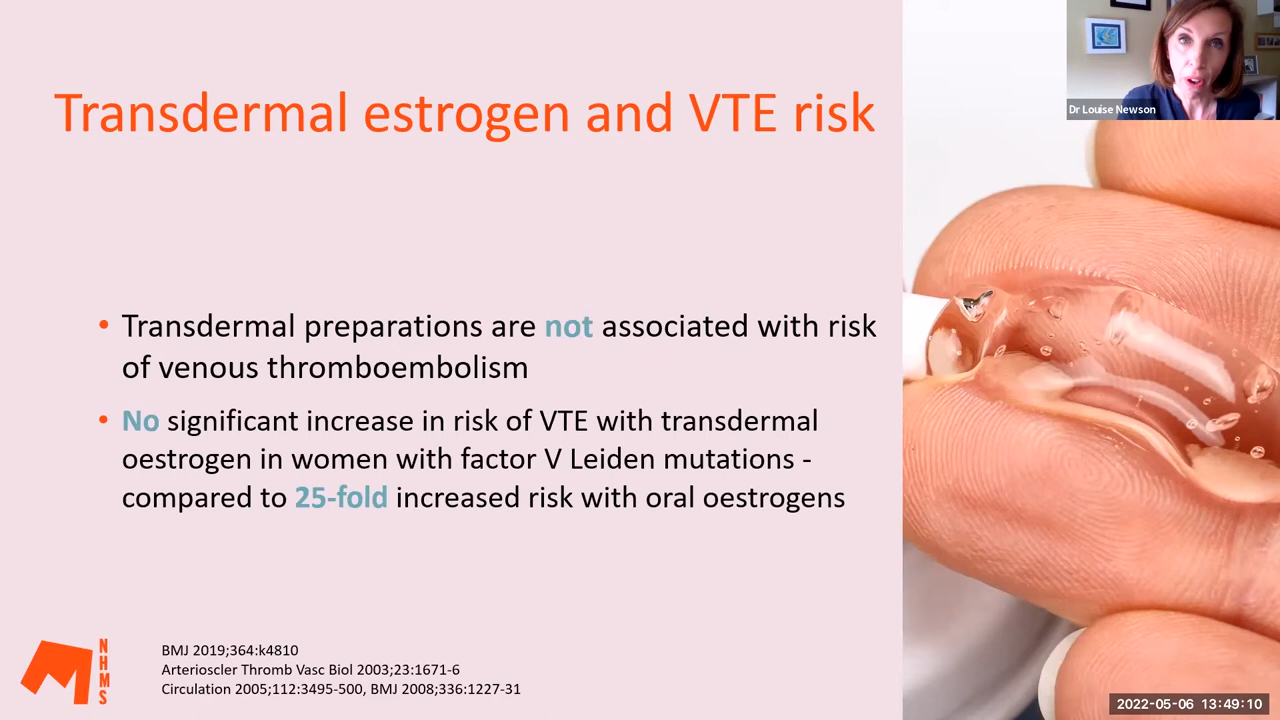 Transdermal estrogen and VTE risk
Dr Louise Newson
• Transdermal preparations are not associated with risk
of venous thromboembolism
• No significant increase in risk of VTE with transdermal
oestrogen in women with factor V Leiden mutations -
compared to 25-fold increased risk with oral oestrogens
NHMS
BMJ 2019;364:k4810
Arterioscler Thromb Vasc Biol 2003;23:1671-6
Circulation 2005;112:3495-500, BMJ 2008;336:1227-31
2022-05-06 13:49:10